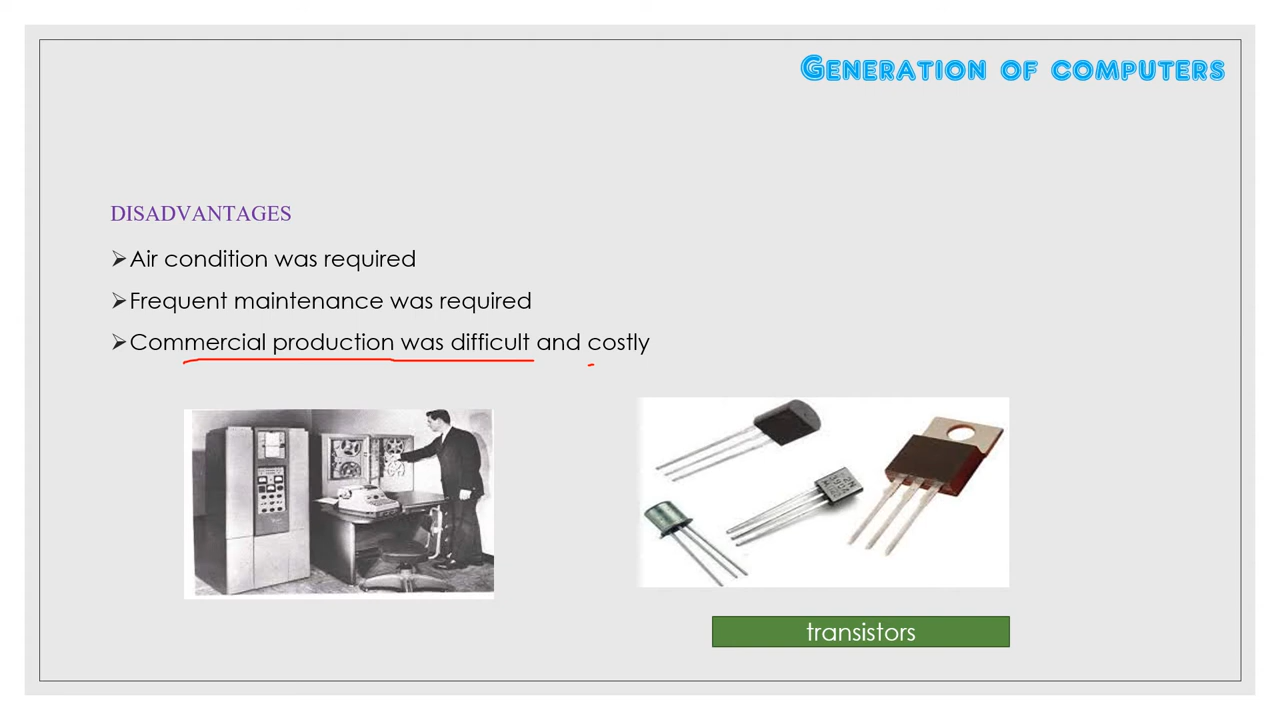 GENERATION OF COMPUTERS
DISADVANTAGES
➢Air condition was required
➢Frequent maintenance was required
➢Commercial production was difficult and costly
transistors